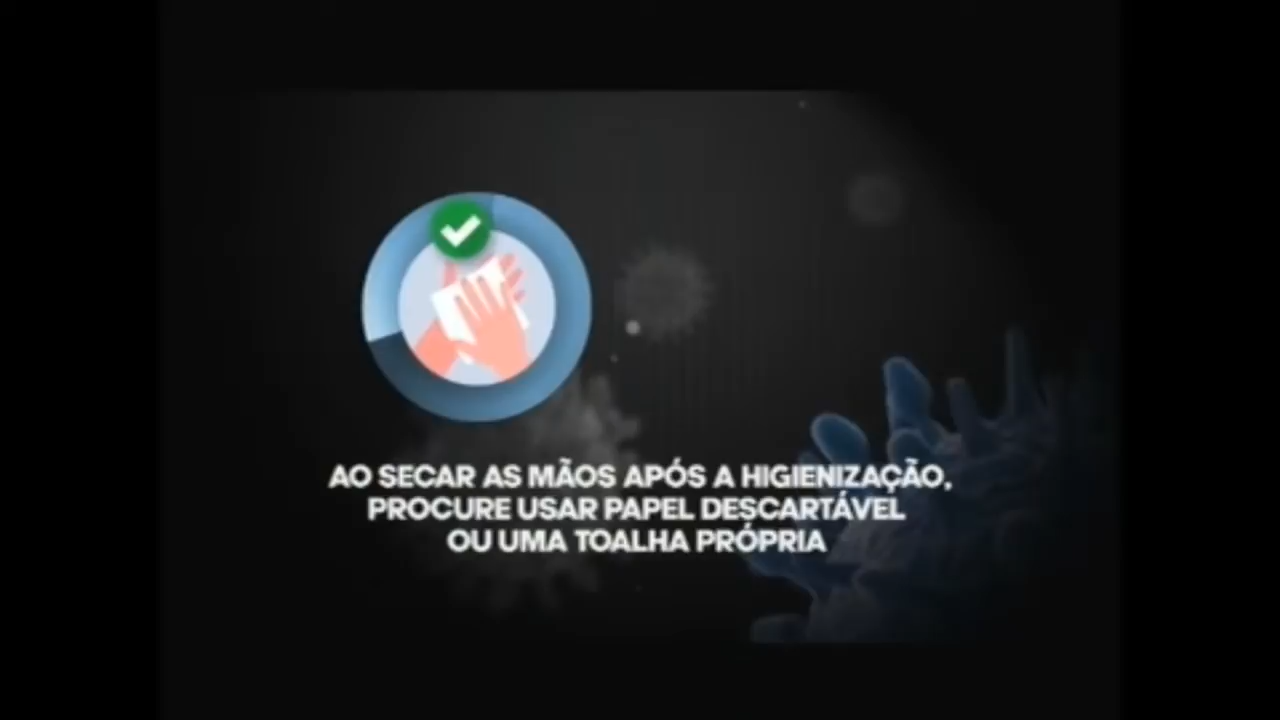 AO SECAR AS MÃOS APÓS A HIGIENIZAÇÃO,
PROCURE USAR PAPEL DESCARTÁVEL
OU UMA TOALHA PRÓPRIA